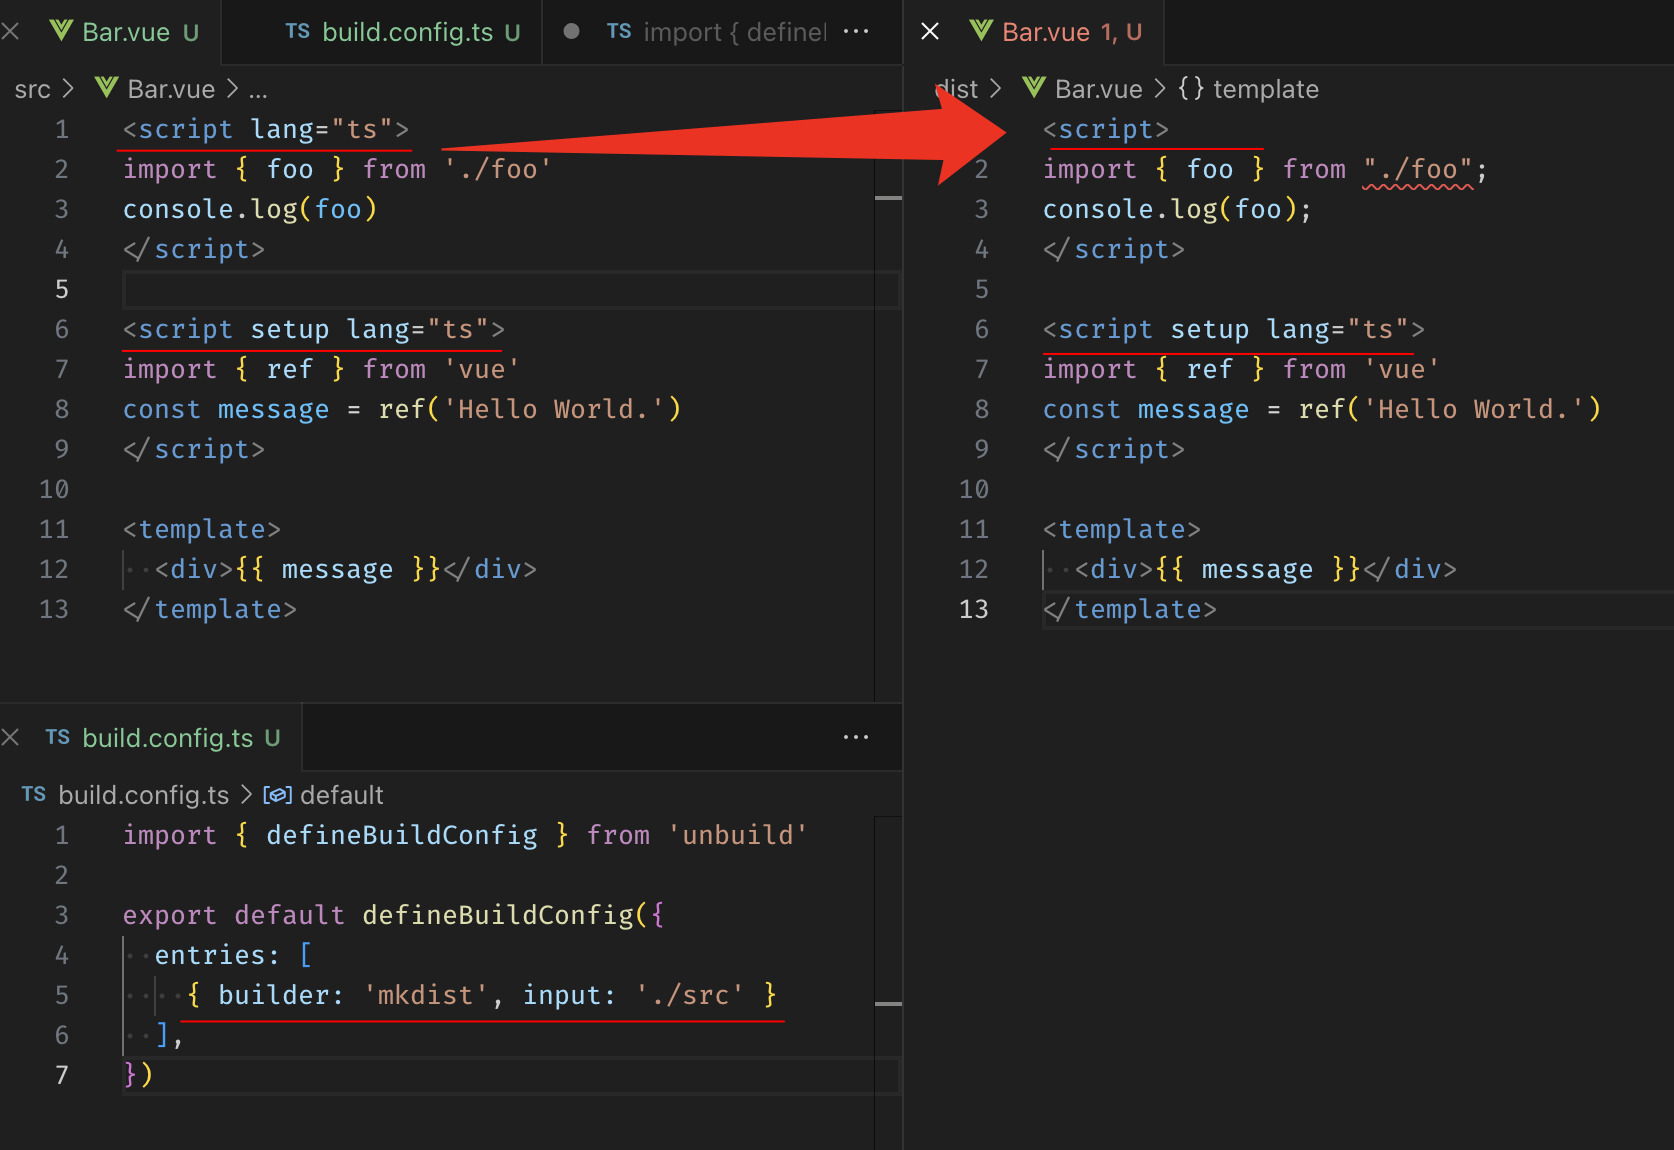 Bar.vue U
TS build.config.ts U
TS import { define
src > Bar.vue > ...
1 <script lang="ts">
2 import { foo } from './foo'
3 console.log(foo)
4 </script>
5
6 <script setup lang="ts">
7 import { ref } from 'vue'
8 const message = ref('Hello World.')
9 </script>
10
11 <template>
12 <div>{{ message }}</div>
13 </template>
TS build.config.ts U
TS build.config.ts > default
1 import { defineBuildConfig } from 'unbuild'
2
3 export default defineBuildConfig({
4 entries: [
5 { builder: 'mkdist', input: './src' }
6 ],
7 })
Bar.vue 1, U
dist > Bar.vue > {} template
<script>
2 import { foo } from "./foo";
3 console.log(foo);
4 </script>
5
6 <script setup lang="ts">
7 import { ref } from 'vue'
8 const message = ref('Hello World.')
9 </script>
10
11 <template>
12 <div>{{ message }}</div>
13 </template>